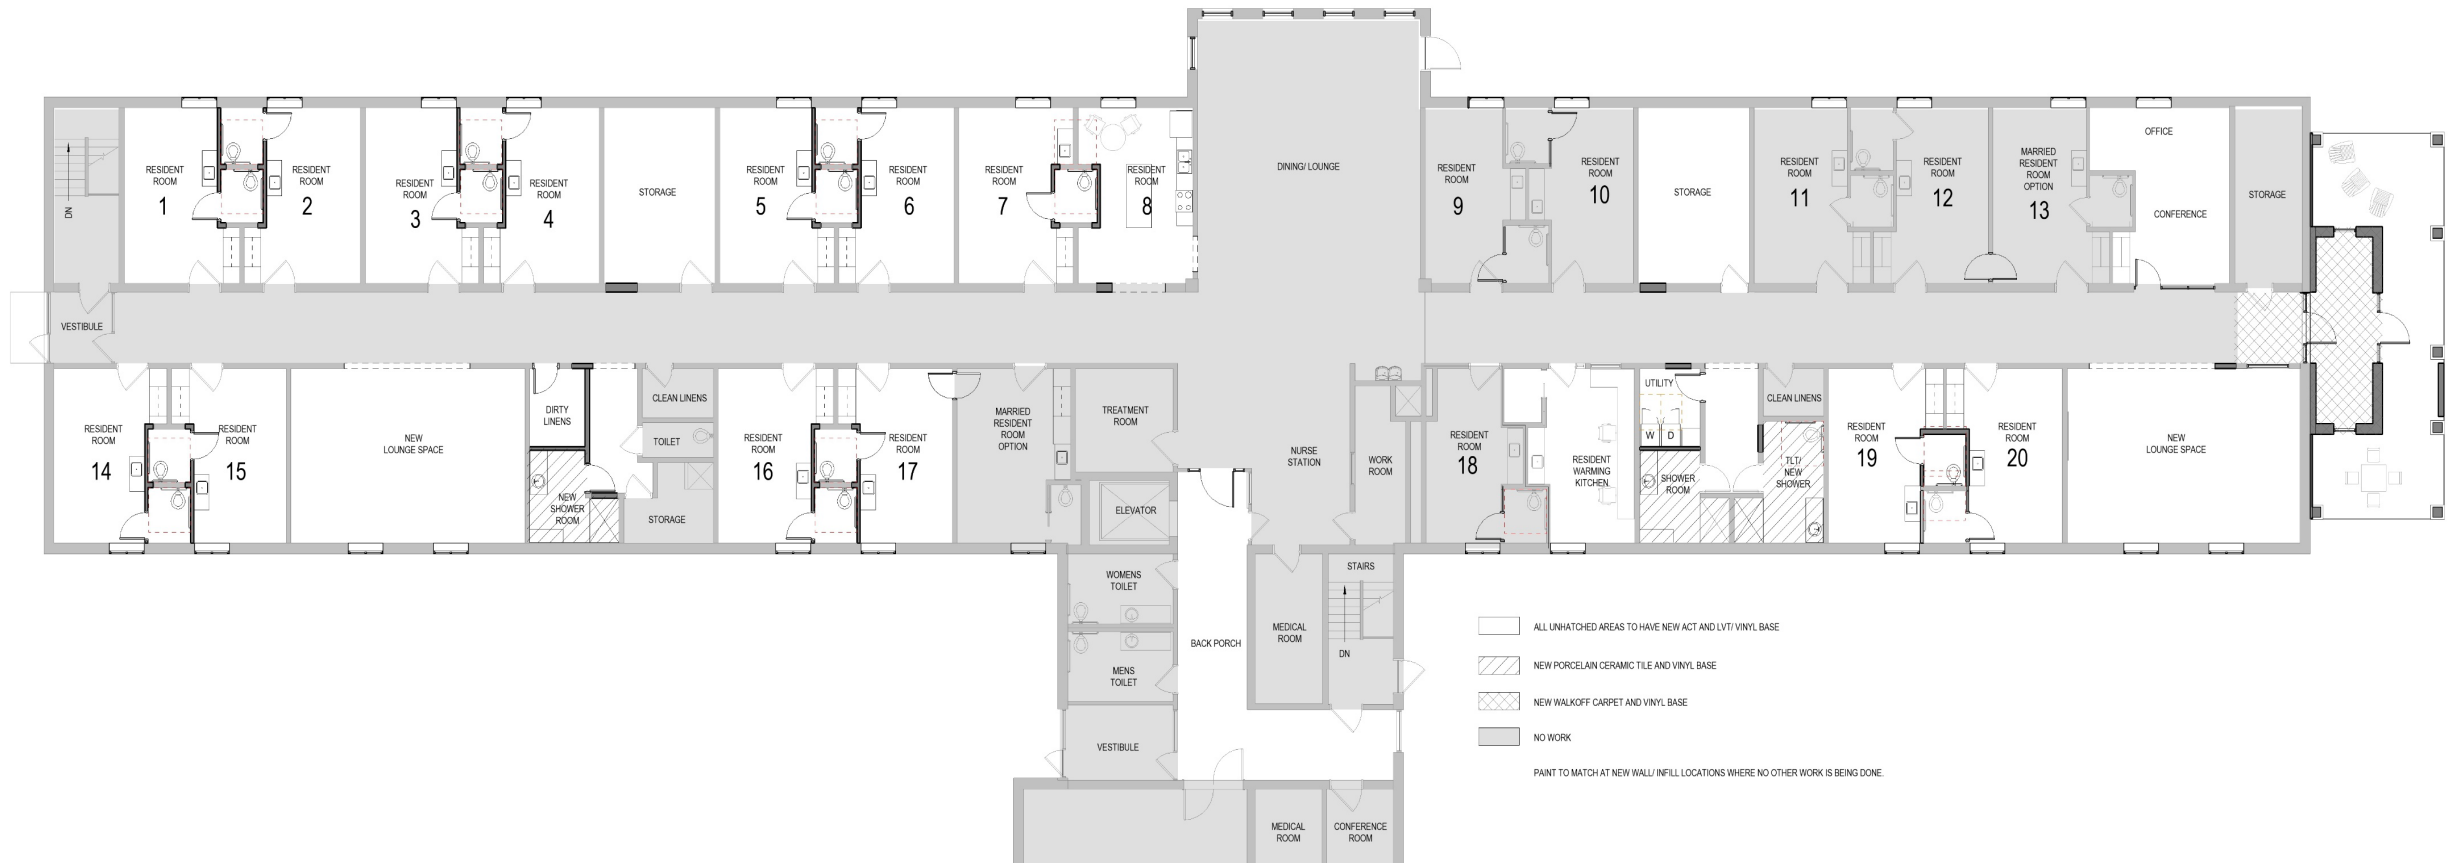 RESIDENT
ROOM
1
RESIDENT
ROOM
2
RESIDENT
ROOM
3
RESIDENT
ROOM
4
STORAGE
RESIDENT
ROOM
5
RESIDENT
ROOM
6
RESIDENT
ROOM
7
RESIDENT
ROOM
8
DINING/ LOUNGE
RESIDENT
ROOM
9
RESIDENT
ROOM
10
STORAGE
RESIDENT
ROOM
11
RESIDENT
ROOM
12
MARRIED
RESIDENT
ROOM
OPTION
13
OFFICE
CONFERENCE
STORAGE
DN
VESTIBULE
RESIDENT
ROOM
14
RESIDENT
ROOM
15
NEW
LOUNGE SPACE
DIRTY
LINENS
NEW
SHOWER
ROOM
CLEAN LINENS
TOILET
STORAGE
RESIDENT
ROOM
16
RESIDENT
ROOM
17
MARRIED
RESIDENT
ROOM
OPTION
TREATMENT
ROOM
ELEVATOR
NURSE
STATION
WORK
ROOM
RESIDENT
ROOM
18
RESIDENT
WARMING
KITCHEN
UTILITY
W D
SHOWER
ROOM
CLEAN LINENS
TLT/
NEW
SHOWER
RESIDENT
ROOM
19
RESIDENT
ROOM
20
NEW
LOUNGE SPACE
WOMENS
TOILET
MENS
TOILET
BACK PORCH
MEDICAL
ROOM
STAIRS
DN
VESTIBULE
MEDICAL
ROOM
CONFERENCE
ROOM
ALL UNHATCHED AREAS TO HAVE NEW ACT AND LVT/ VINYL BASE
NEW PORCELAIN CERAMIC TILE AND VINYL BASE
NEW WALKOFF CARPET AND VINYL BASE
NO WORK
PAINT TO MATCH AT NEW WALL/ INFILL LOCATIONS WHERE NO OTHER WORK IS BEING DONE.